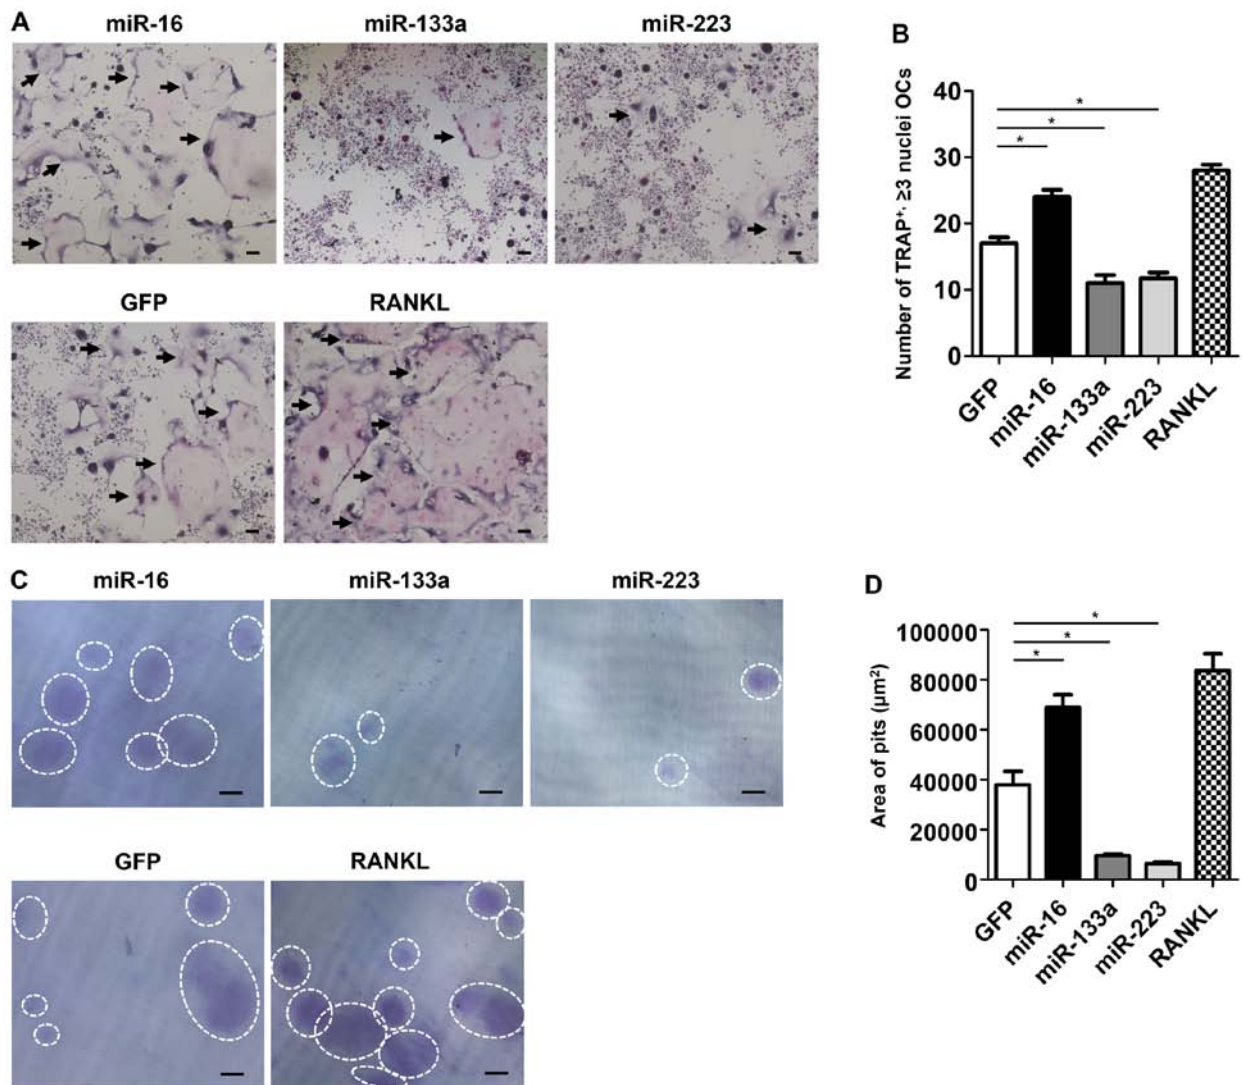 A
miR-16
miR-133a
miR-223
GFP
RANKL
B
Number of TRAP⁺, ≥3 nuclei OCs
40
30
20
10
0
*
*
*
GFP
miR-16
miR-133a
miR-223
RANKL
C
miR-16
miR-133a
miR-223
GFP
RANKL
D
Area of pits (µm²)
100000
80000
60000
40000
20000
0
*
*
*
GFP
miR-16
miR-133a
miR-223
RANKL